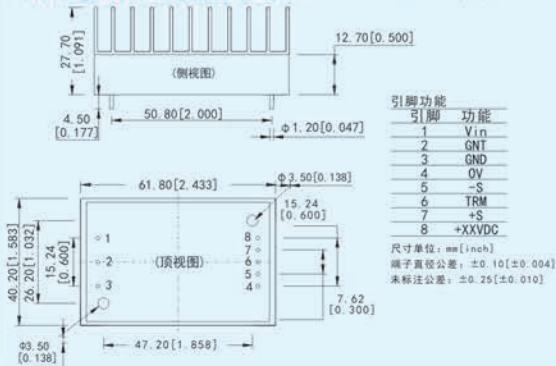 27.70
[1.091]
12.70[0.500]
(侧视图)
4.50
[0.177]
50.80[2.000]
Φ1.20[0.047]
61.80[2.433]
Φ3.50[0.138]
15.24
[0.600]
40.20[1.583]
26.20[1.032]
15.24
[0.600]
1
2
3
(顶视图)
8
7
6
5
4
7.62
[0.300]
Φ3.50
[0.138]
47.20[1.858]
引脚功能
引脚 功能
1 Vin
2 GNT
3 GND
4 0V
5 -S
6 TRM
7 +S
8 +XXVDC
尺寸单位: mm[inch]
端子直径公差: ±0.10[±0.004]
未标注公差: ±0.25[±0.010]